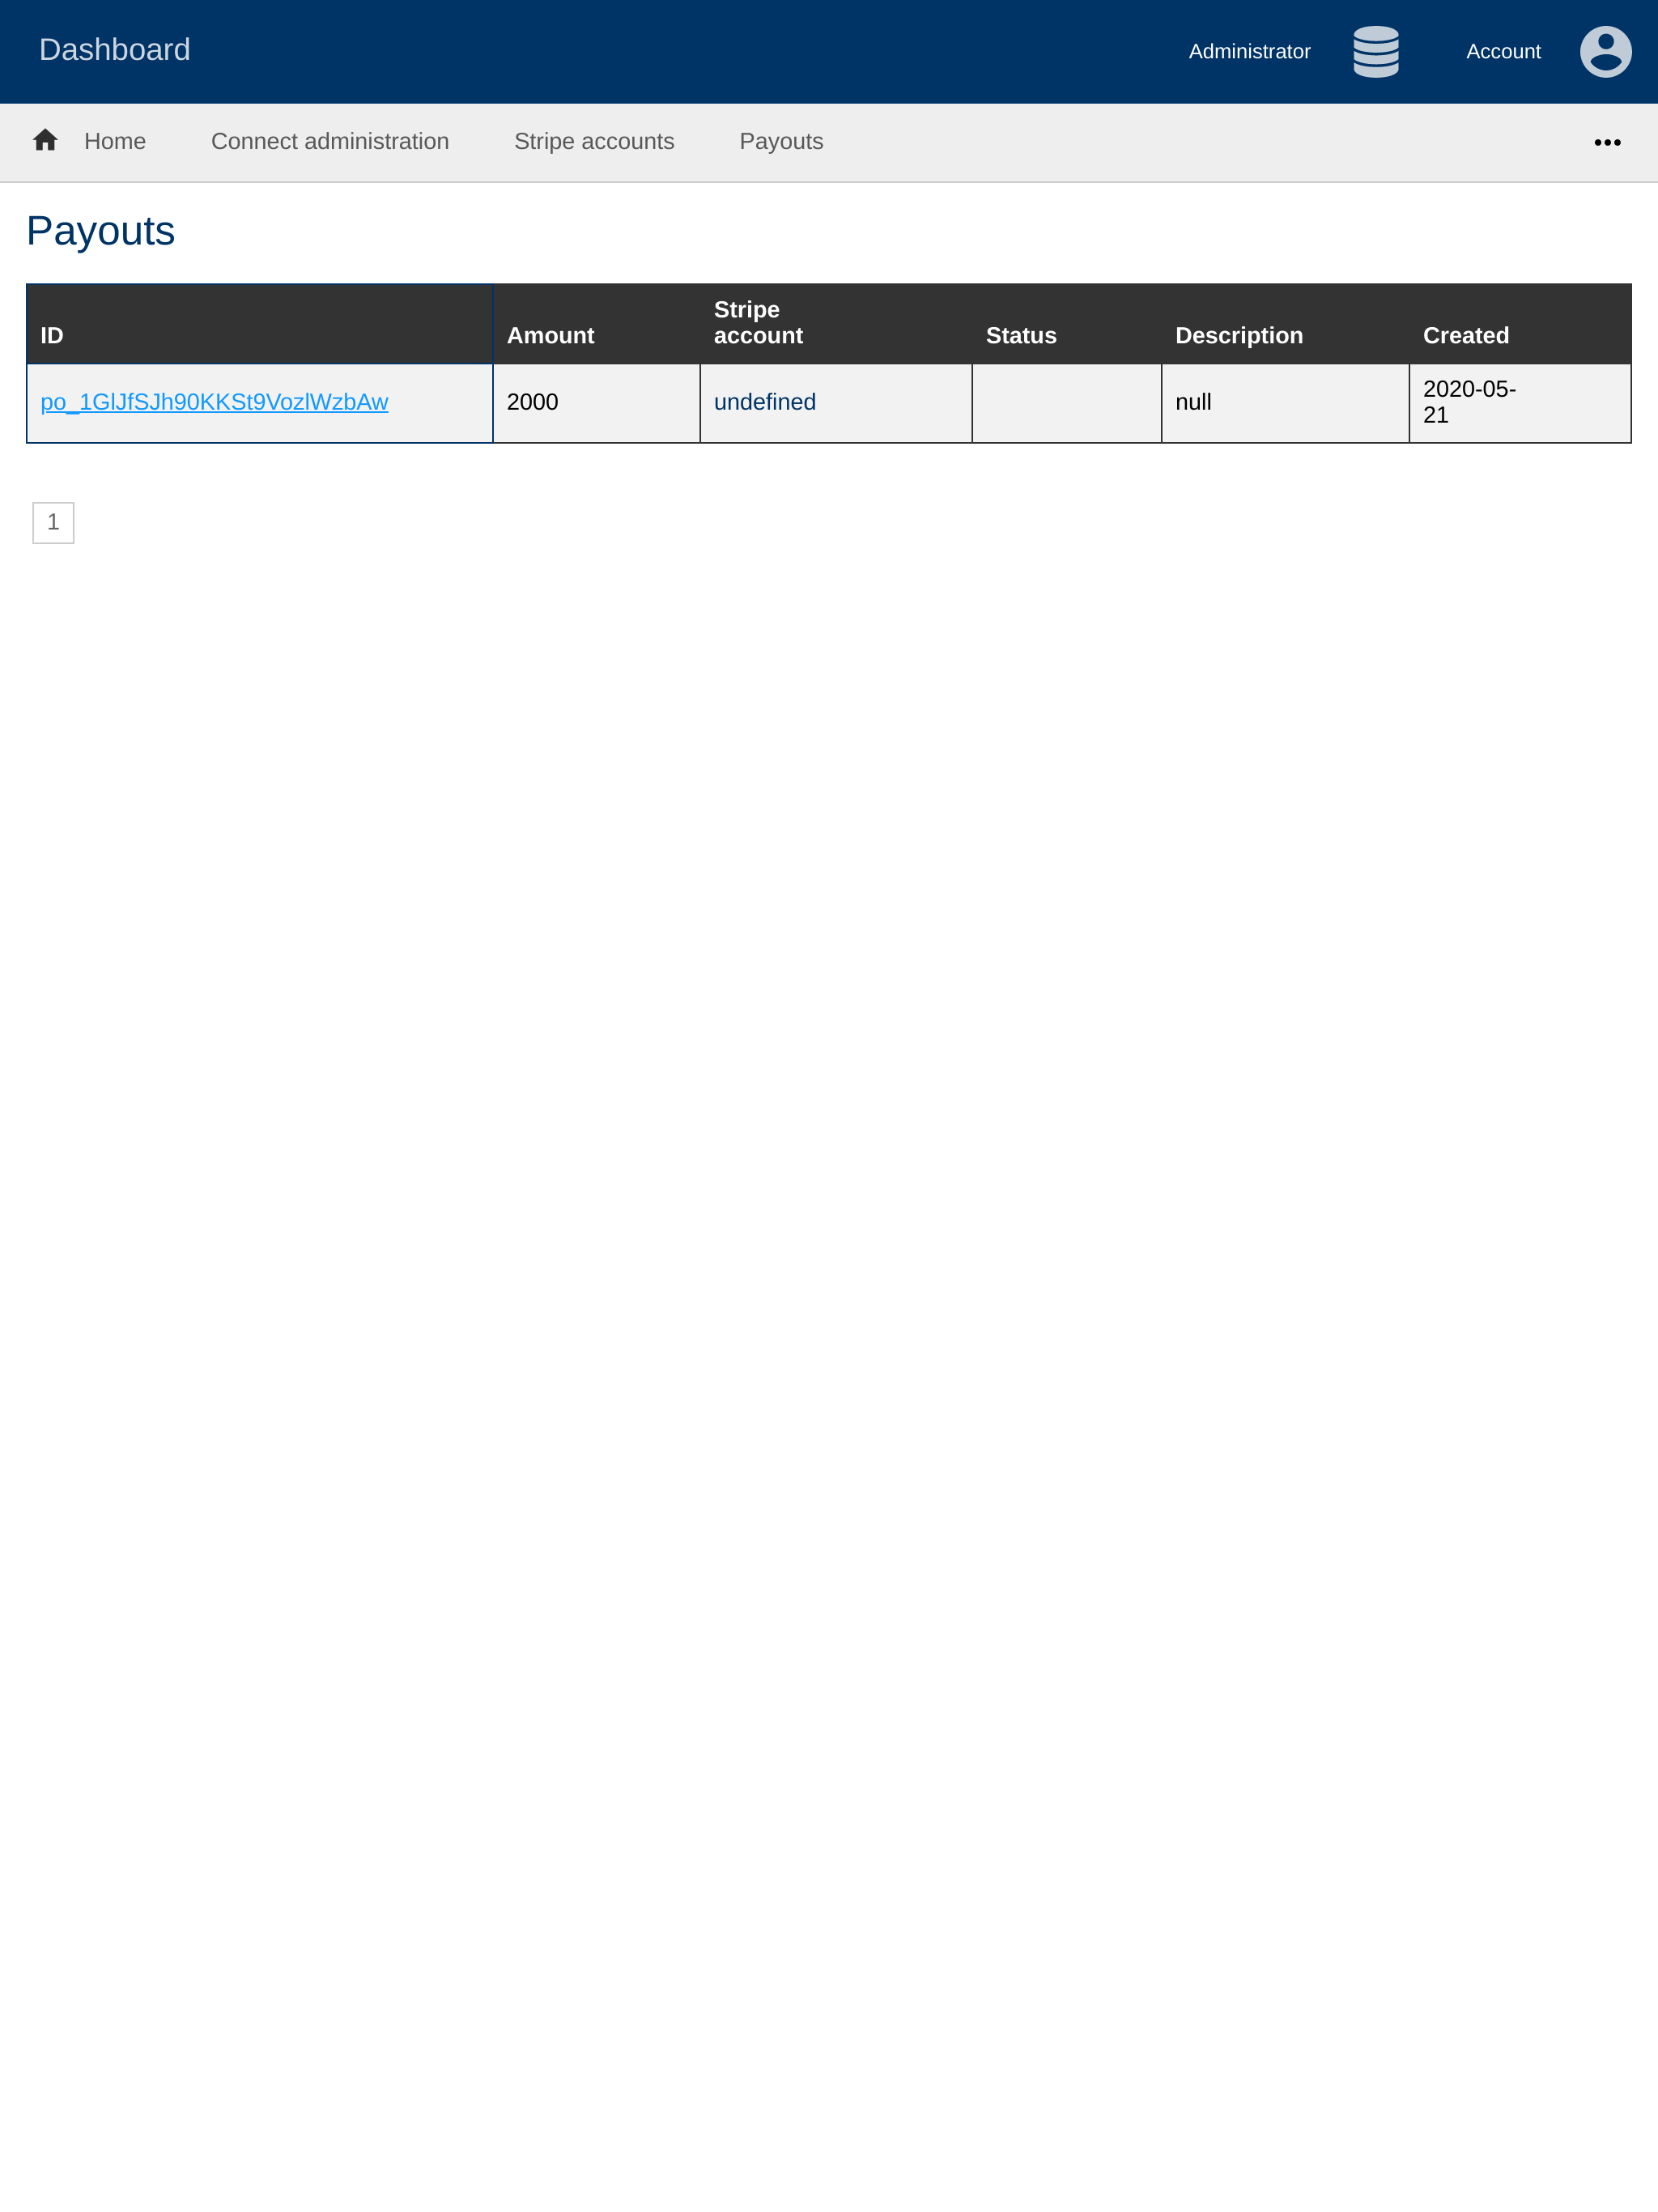 Dashboard
Administrator
Account
Home
Connect administration
Stripe accounts
Payouts
Payouts
ID
Amount
Stripe
account
Status
Description
Created
po_1GlJfSJh90KKSt9VozlWzbAw
2000
undefined
null
2020-05-
21
1